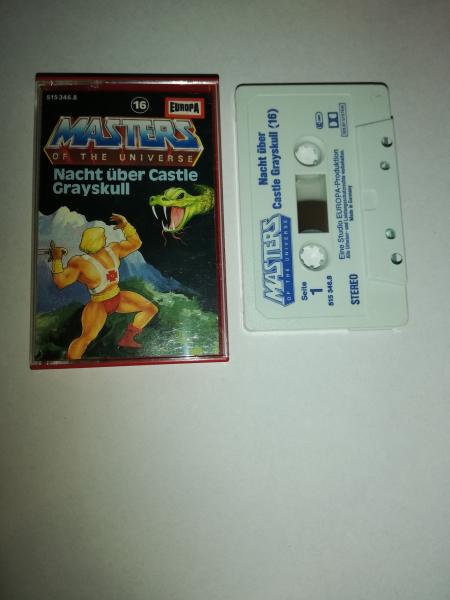 515 346.8
16
EUROPA
MASTERS
OF THE UNIVERSE
Nacht über Castle
Grayskull
MASTERS
OF THE UNIVERSE
Nacht über
Castle Grayskull (16)
Seite
1
515 346.8
STEREO
Eine Studio EUROPA-Produktion
Made in Germany